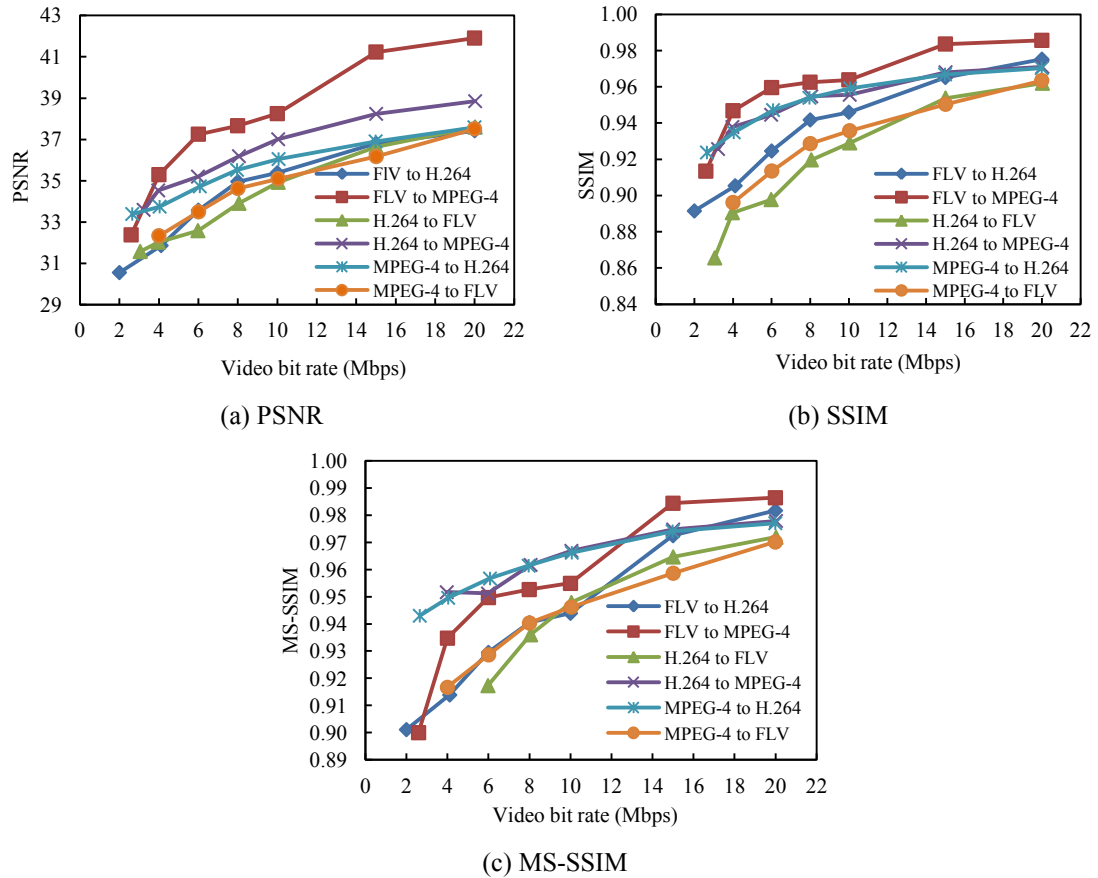 43
41
39
37
35
33
31
29
PSNR
FlV to H.264
FLV to MPEG-4
H.264 to FLV
H.264 to MPEG-4
MPEG-4 to H.264
MPEG-4 to FLV
0 2 4 6 8 10 12 14 16 18 20 22
Video bit rate (Mbps)
(a) PSNR
1.00
0.98
0.96
0.94
0.92
0.90
0.88
0.86
0.84
SSIM
FLV to H.264
FLV to MPEG-4
H.264 to FLV
H.264 to MPEG-4
MPEG-4 to H.264
MPEG-4 to FLV
0 2 4 6 8 10 12 14 16 18 20 22
Video bit rate (Mbps)
(b) SSIM
1.00
0.99
0.98
0.97
0.96
0.95
0.94
0.93
0.92
0.91
0.90
0.89
MS-SSIM
FLV to H.264
FLV to MPEG-4
H.264 to FLV
H.264 to MPEG-4
MPEG-4 to H.264
MPEG-4 to FLV
0 2 4 6 8 10 12 14 16 18 20 22
Video bit rate (Mbps)
(c) MS-SSIM